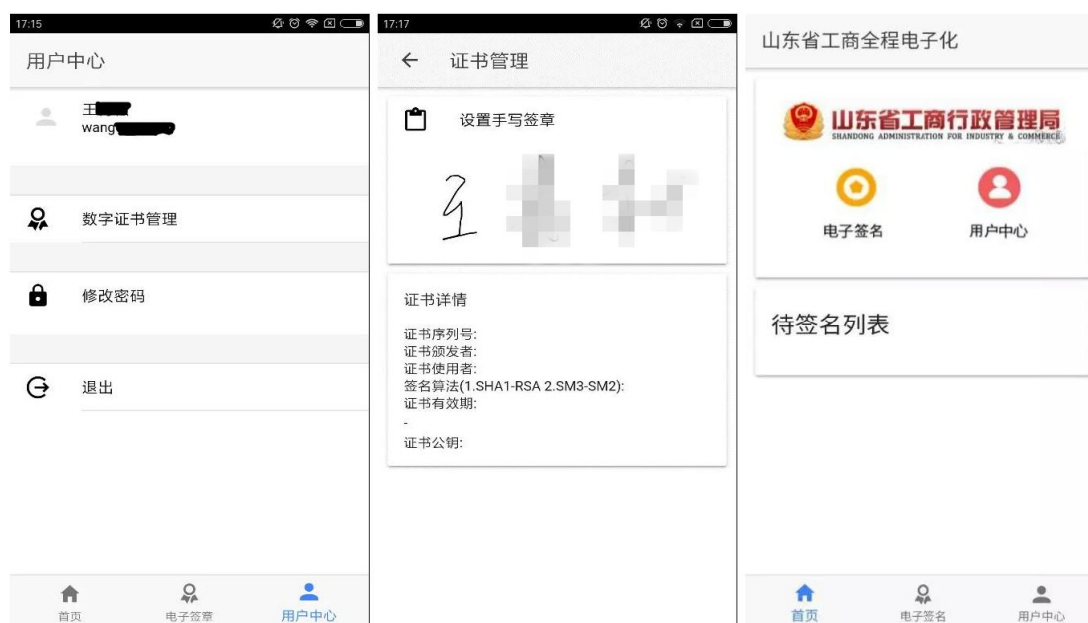 17:15
用户中心
王
wang
数字证书管理
修改密码
退出
首页
电子签章
用户中心
17:17
证书管理
设置手写签章
王
证书详情
证书序列号:
证书颁发者:
证书使用者:
签名算法(1.SHA1-RSA 2.SM3-SM2):
证书有效期:
-
证书公钥:
山东省工商全程电子化
山东省工商行政管理局
SHANDONG ADMINISTRATION FOR INDUSTRY & COMMERCE
电子签名
用户中心
待签名列表
首页
电子签名
用户中心